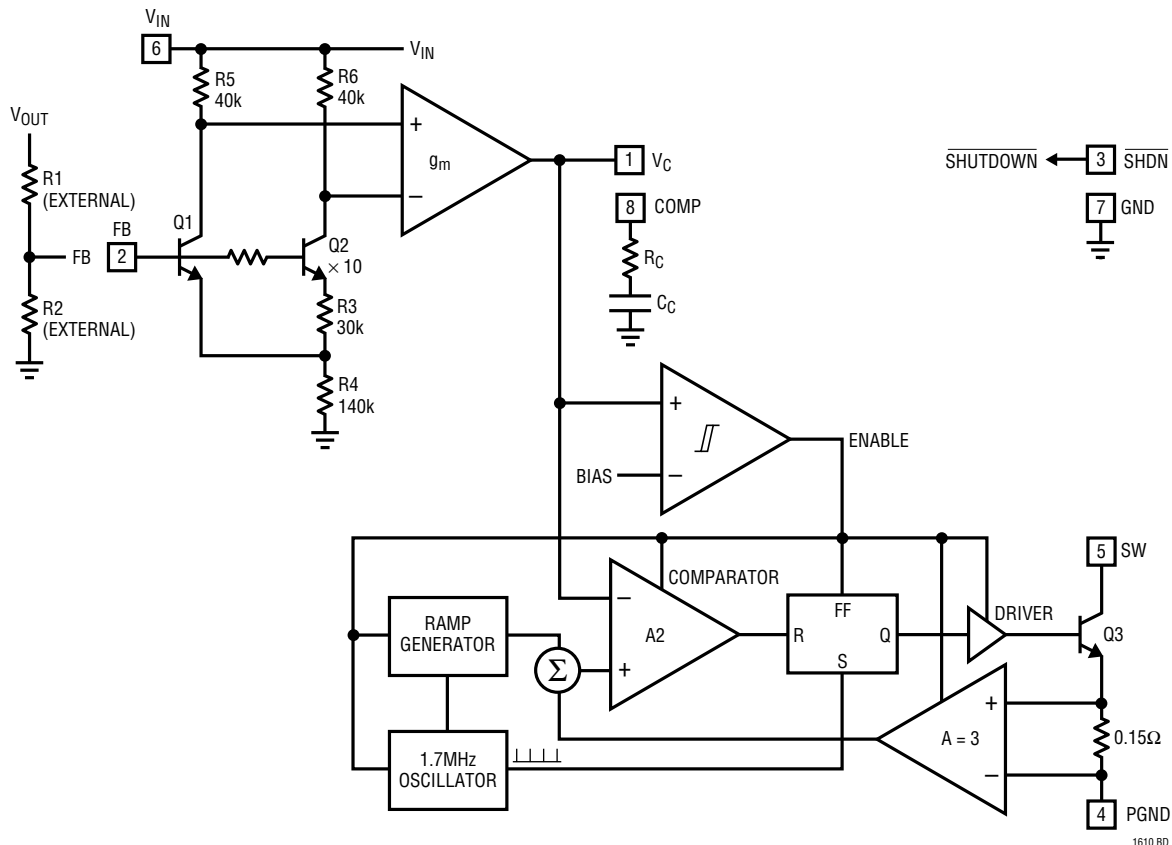 VIN
6
VIN
R5
40k
R6
40k
VOUT
R1
(EXTERNAL)
FB
FB
2
Q1
Q2
× 10
R2
(EXTERNAL)
R3
30k
R4
140k
+
gm
–
1
VC
8
COMP
RC
CC
SHUTDOWN
3
SHDN
7
GND
+
BIAS
–
ENABLE
COMPARATOR
–
A2
+
RAMP
GENERATOR
Σ
1.7MHz
OSCILLATOR
FF
R
Q
S
DRIVER
5
SW
Q3
A = 3
+
–
0.15Ω
4
PGND
1610 BD